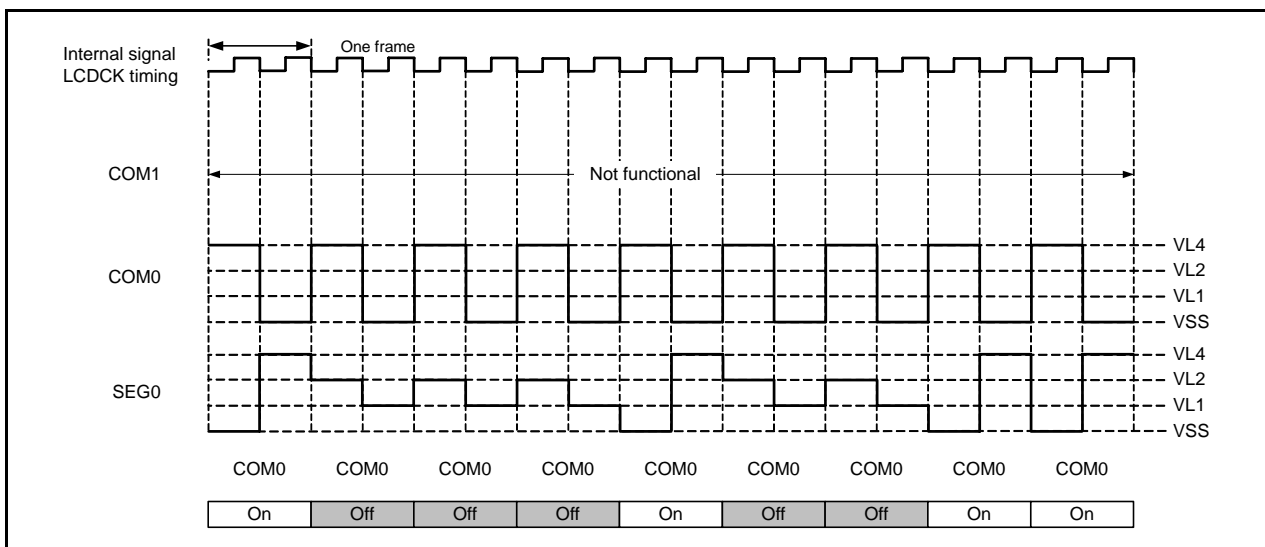 Internal signal
LCDCK timing
One frame
COM1
Not functional
COM0
VL4
VL2
VL1
VSS
SEG0
VL4
VL2
VL1
VSS
COM0 COM0 COM0 COM0 COM0 COM0 COM0 COM0 COM0
On Off Off Off On Off Off On On